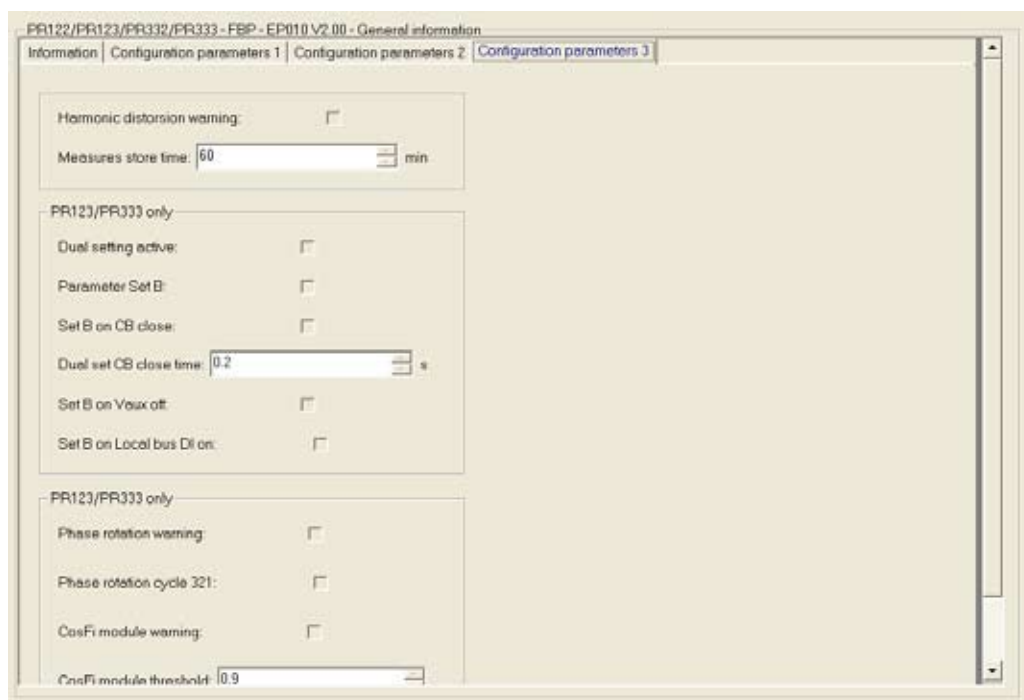 PR122/PR123/PR332/PR333 - FBP - EP010 V2.00 - General information
Information Configuration parameters 1 Configuration parameters 2 Configuration parameters 3
Harmonic distorsion warning:
Measures store time: 60 min
PR123/PR333 only
Dual setting active:
Parameter Set B:
Set B on CB close:
Dual set CB close time: 0.2 s
Set B on Vaux off:
Set B on Local bus DI on:
PR123/PR333 only
Phase rotation warning:
Phase rotation cycle 321:
CosFi module warning:
CosFi module threshold: 0.9